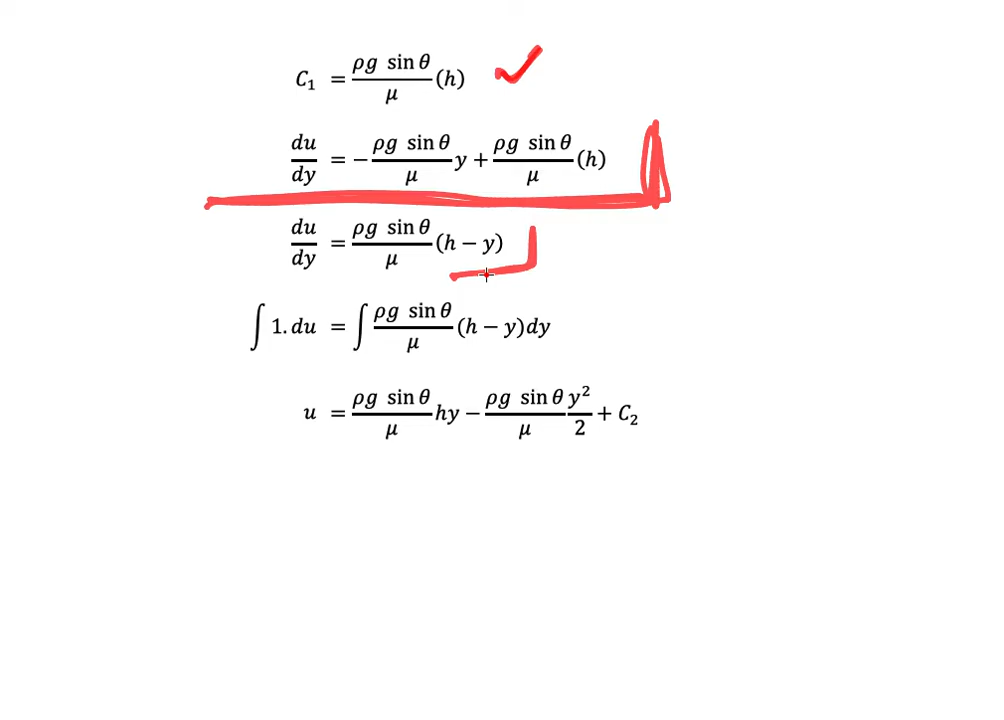 C₁ = ρg sin θ / μ (h)
du/dy = − ρg sin θ / μ y + ρg sin θ / μ (h)
du/dy = ρg sin θ / μ (h − y)
∫ 1. du = ∫ ρg sin θ / μ (h − y)dy
u = ρg sin θ / μ hy − ρg sin θ / μ y² / 2 + C₂